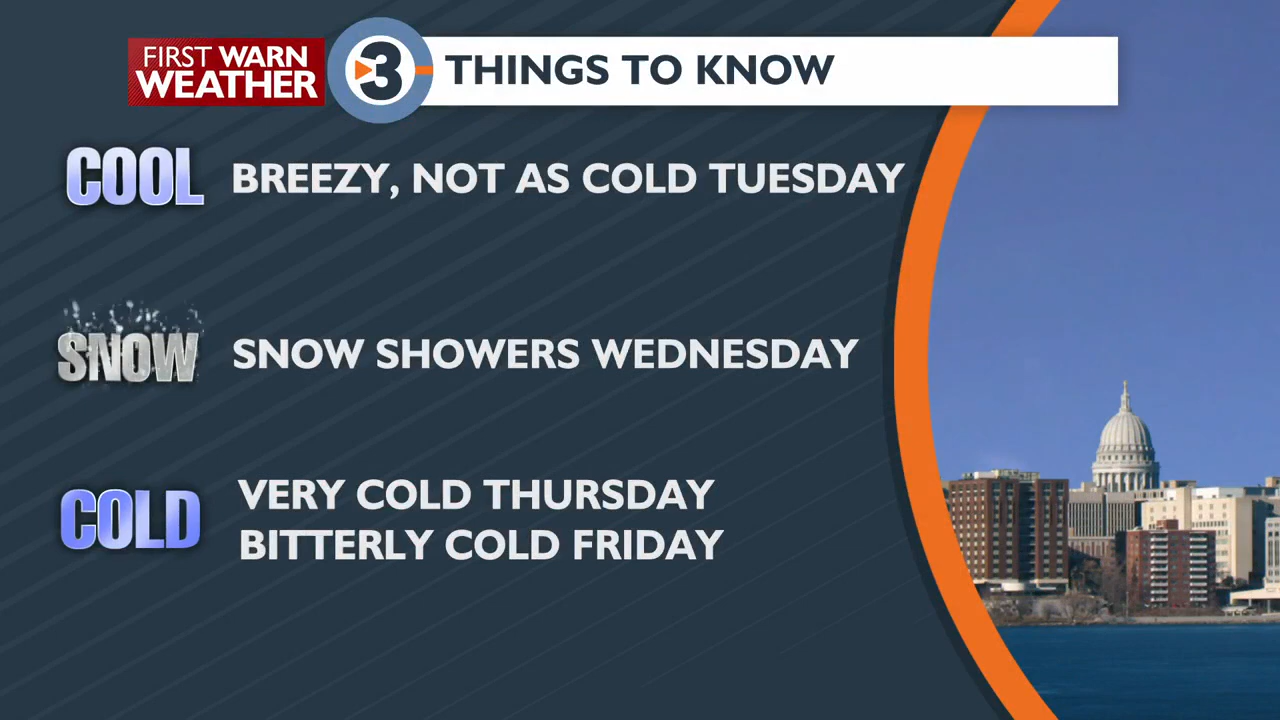 FIRST WARN
WEATHER
3 THINGS TO KNOW
COOL BREEZY, NOT AS COLD TUESDAY
SNOW SNOW SHOWERS WEDNESDAY
COLD VERY COLD THURSDAY
BITTERLY COLD FRIDAY